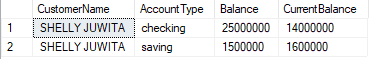 CustomerName AccountType Balance CurrentBalance
1 SHELLY JUWITA checking 25000000 14000000
2 SHELLY JUWITA saving 1500000 1600000